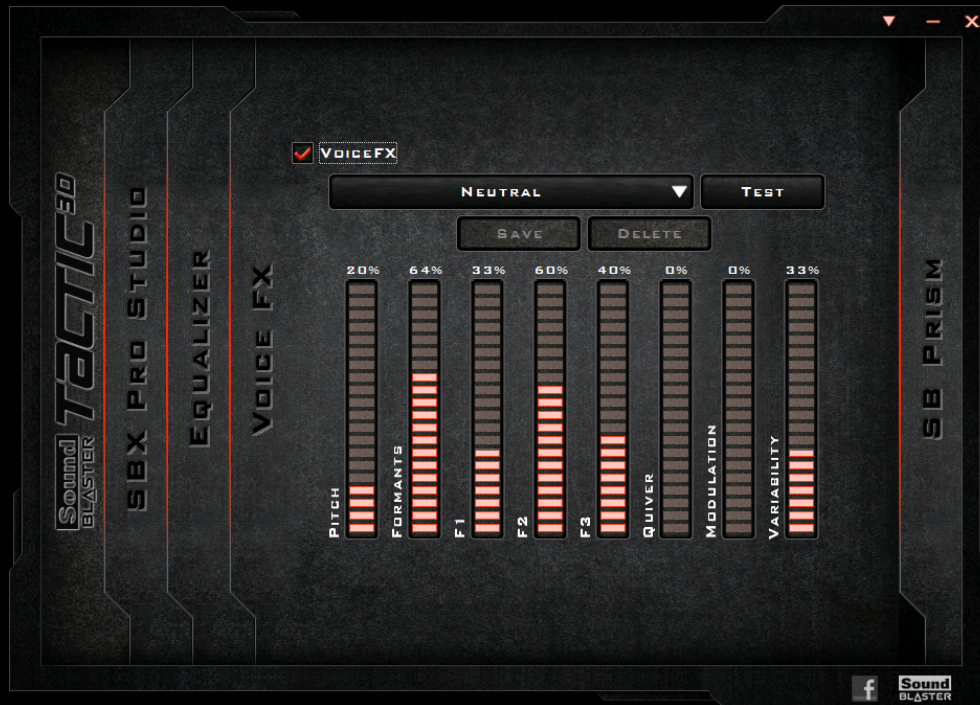 Sound
BLASTER
TACTIC3D
SBX PRO STUDIO
EQUALIZER
VOICE FX
VOICEFX
NEUTRAL
TEST
SAVE
DELETE
20% 64% 33% 60% 40% 0% 0% 33%
PITCH
FORMANTS
F1
F2
F3
QUIVER
MODULATION
VARIABILITY
SB PRISM
f
Sound
BLASTER